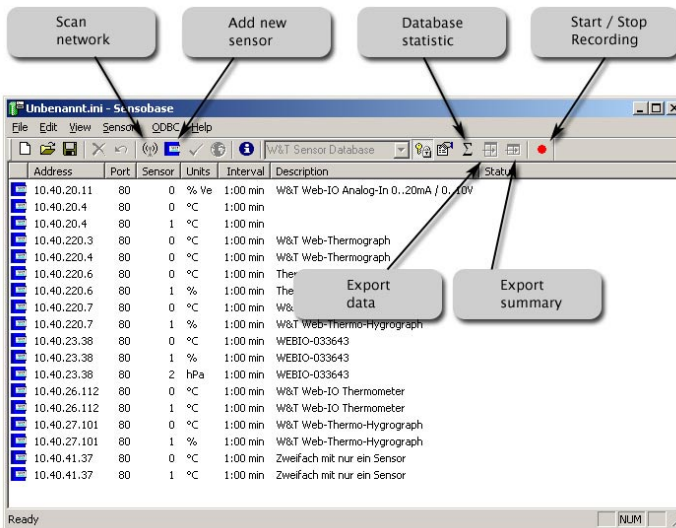 Scan network
Add new sensor
Database statistic
Start / Stop Recording
Unbenannt.ini - Sensobase
File Edit View Sensor ODBC Help
W&T Sensor Database
Address Port Sensor Units Interval Description Status
10.40.20.11 80 0 % Ve 1:00 min W&T Web-IO Analog-In 0..20mA / 0..10V
10.40.20.4 80 0 °C 1:00 min
10.40.20.4 80 1 °C 1:00 min
10.40.220.3 80 0 °C 1:00 min W&T Web-Thermograph
10.40.220.4 80 0 °C 1:00 min W&T Web-Thermograph
10.40.220.6 80 0 °C 1:00 min
10.40.220.6 80 1 % 1:00 min
10.40.220.7 80 0 °C 1:00 min
10.40.220.7 80 1 % 1:00 min W&T Web-Thermo-Hygrograph
Export data
Export summary
10.40.23.38 80 0 °C 1:00 min WEBIO-033643
10.40.23.38 80 1 % 1:00 min WEBIO-033643
10.40.23.38 80 2 hPa 1:00 min WEBIO-033643
10.40.26.112 80 0 °C 1:00 min W&T Web-IO Thermometer
10.40.26.112 80 1 °C 1:00 min W&T Web-IO Thermometer
10.40.27.101 80 0 °C 1:00 min W&T Web-Thermo-Hygrograph
10.40.27.101 80 1 % 1:00 min W&T Web-Thermo-Hygrograph
10.40.41.37 80 0 °C 1:00 min Zweifach mit nur ein Sensor
10.40.41.37 80 1 °C 1:00 min Zweifach mit nur ein Sensor
Ready NUM